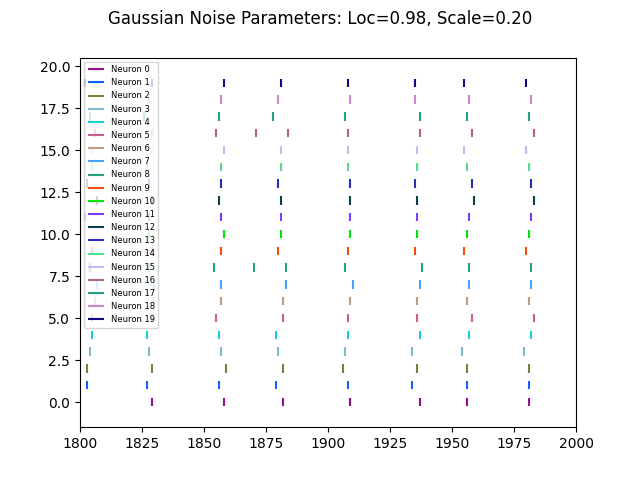 Gaussian Noise Parameters: Loc=0.98, Scale=0.20
20.0
17.5
15.0
12.5
10.0
7.5
5.0
2.5
0.0
Neuron 0
Neuron 1
Neuron 2
Neuron 3
Neuron 4
Neuron 5
Neuron 6
Neuron 7
Neuron 8
Neuron 9
Neuron 10
Neuron 11
Neuron 12
Neuron 13
Neuron 14
Neuron 15
Neuron 16
Neuron 17
Neuron 18
Neuron 19
1800 1825 1850 1875 1900 1925 1950 1975 2000